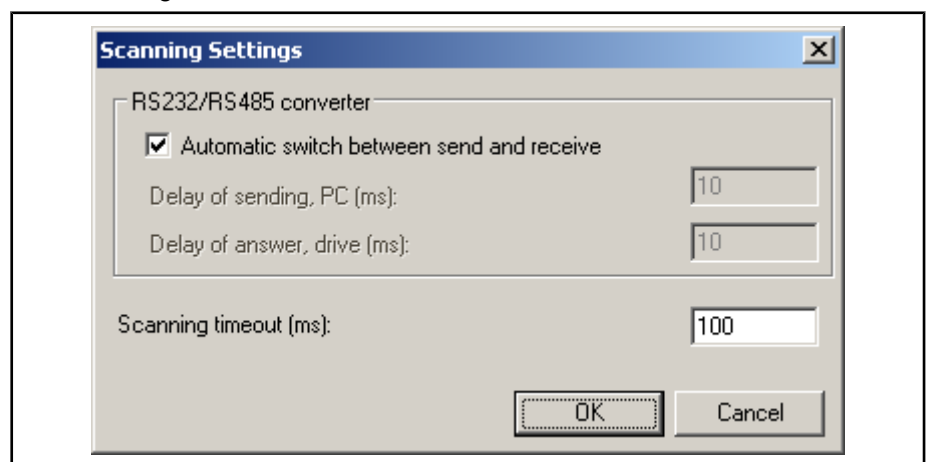 Scanning Settings
RS232/RS485 converter
Automatic switch between send and receive
Delay of sending, PC (ms): 10
Delay of answer, drive (ms): 10
Scanning timeout (ms): 100
OK Cancel